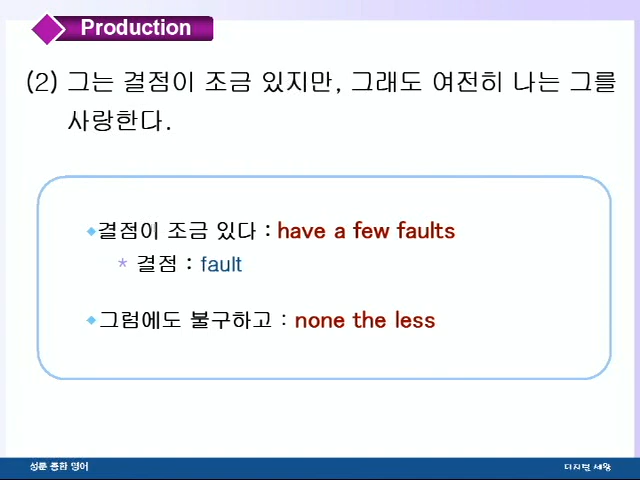 Production
(2) 그는 결점이 조금 있지만, 그래도 여전히 나는 그를
사랑한다.
◆결점이 조금 있다 : have a few faults
* 결점 : fault
◆그럼에도 불구하고 : none the less
성문 종합 영어
디지털 세왕